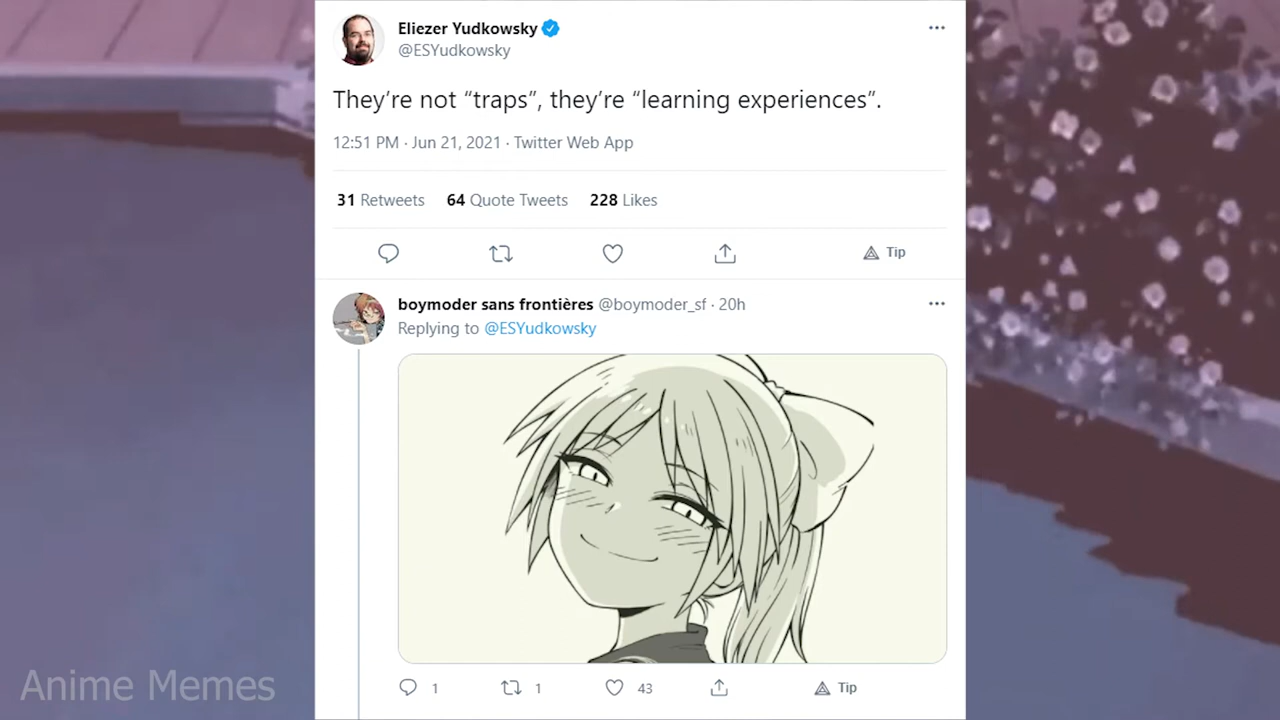 Eliezer Yudkowsky
@ESYudkowsky
They’re not “traps”, they’re “learning experiences”.
12:51 PM · Jun 21, 2021 · Twitter Web App
31 Retweets 64 Quote Tweets 228 Likes
Tip
boymoder sans frontières @boymoder_sf · 20h
Replying to @ESYudkowsky
1 1 43 Tip
Anime Memes